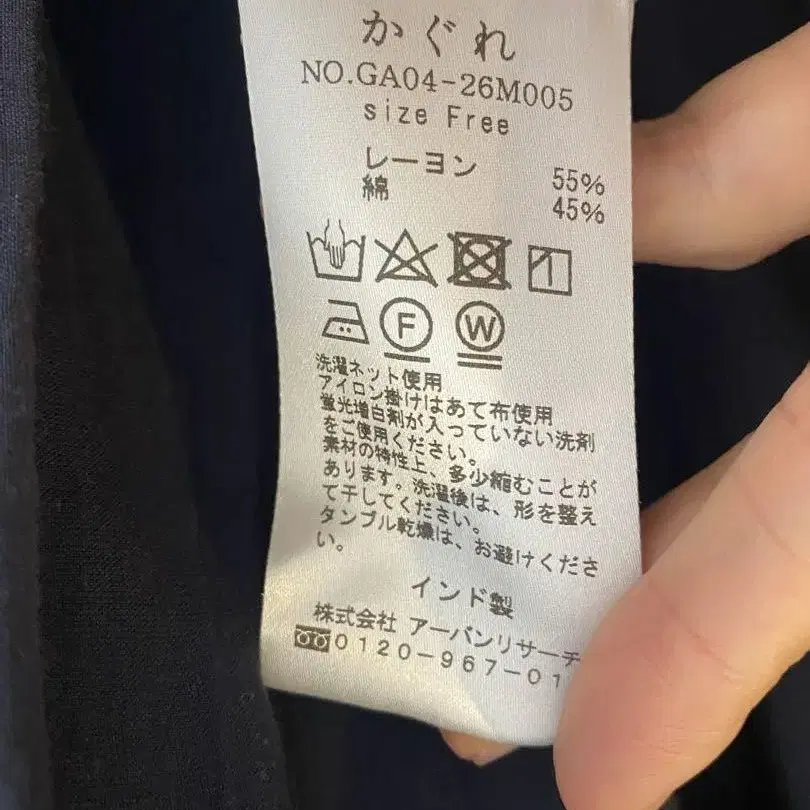 かぐれ
NO.GA04-26M005
size Free
レーヨン 55%
綿 45%
F W
洗濯ネット使用
アイロン掛けはあて布使用
蛍光増白剤が入っていない洗剤
をご使用ください。
素材の特性上、多少縮むことが
あります。洗濯後は、形を整え
て干してください。
タンブル乾燥は、お避けくださ
い。
インド製
株式会社 アーバンリサーチ
0120-967-01